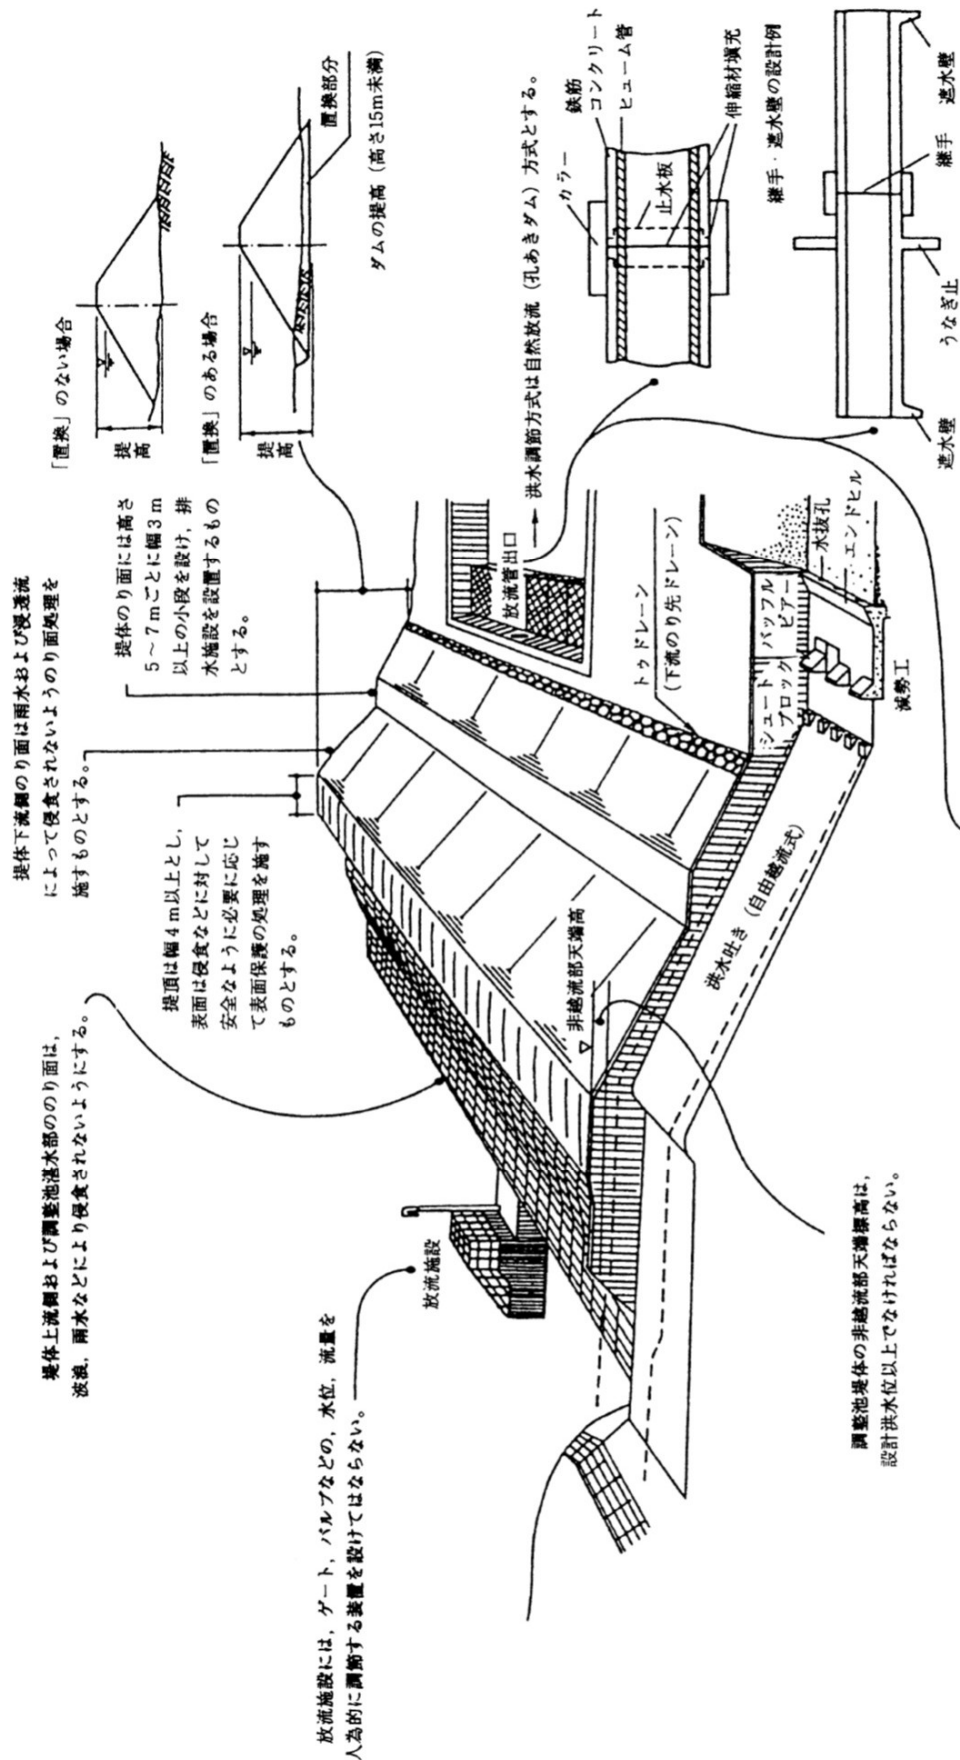 堤体上流側および調整池湛水部ののり面は，
波浪，雨水などにより侵食されないようにする。
提体下流側のり面は雨水および浸透流
によって侵食されないようのり面処理を
施すものとする。
提頂は幅4m以上とし，
表面は侵食などに対して
安全なように必要に応じ
て表面保護の処理を施す
ものとする。
提体のり面には高さ
5～7mごとに幅3m
以上の小段を設け，排
水施設を設置するもの
とする。
「置換」のない場合
提高
「置換」のある場合
提高
置換部分
ダムの提高（高さ15m未満）
放流施設には，ゲート，バルブなどの，水位，流量を
人為的に調節する装置を設けてはならない。
放流施設
非越流部天端高
洪水吐き（自由越流式）
調整池堤体の非越流部天端標高は，
設計洪水位以上でなければならない。
放流管出口
洪水調節方式は自然放流（孔あきダム）方式とする。
トゥドレーン
（下流のり先ドレーン）
シュート
ブロック
バッフル
ピアー
水抜孔
エンドヒル
減勢工
カラー
鉄筋
コンクリート
ヒューム管
止水板
伸縮材填充
継手・遮水壁の設計例
遮水壁
うなぎ止
継手
遮水壁